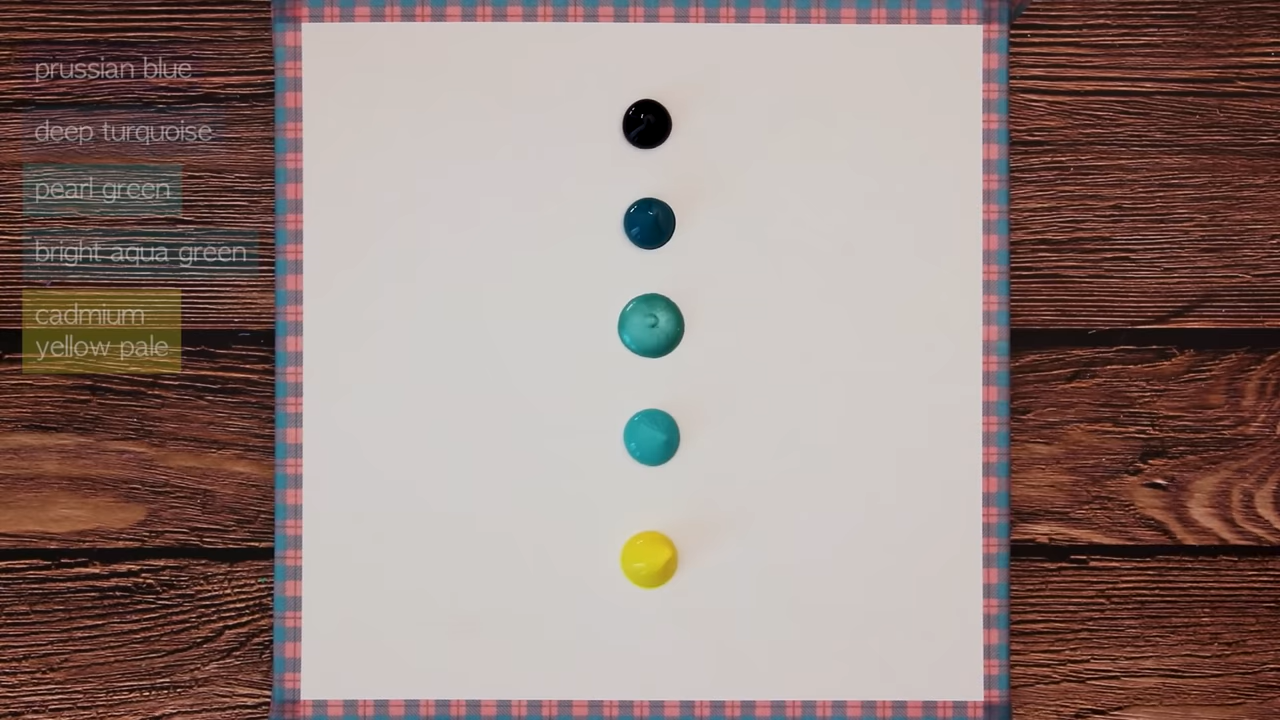 prussian blue
deep turquoise
pearl green
bright aqua green
cadmium
yellow pale